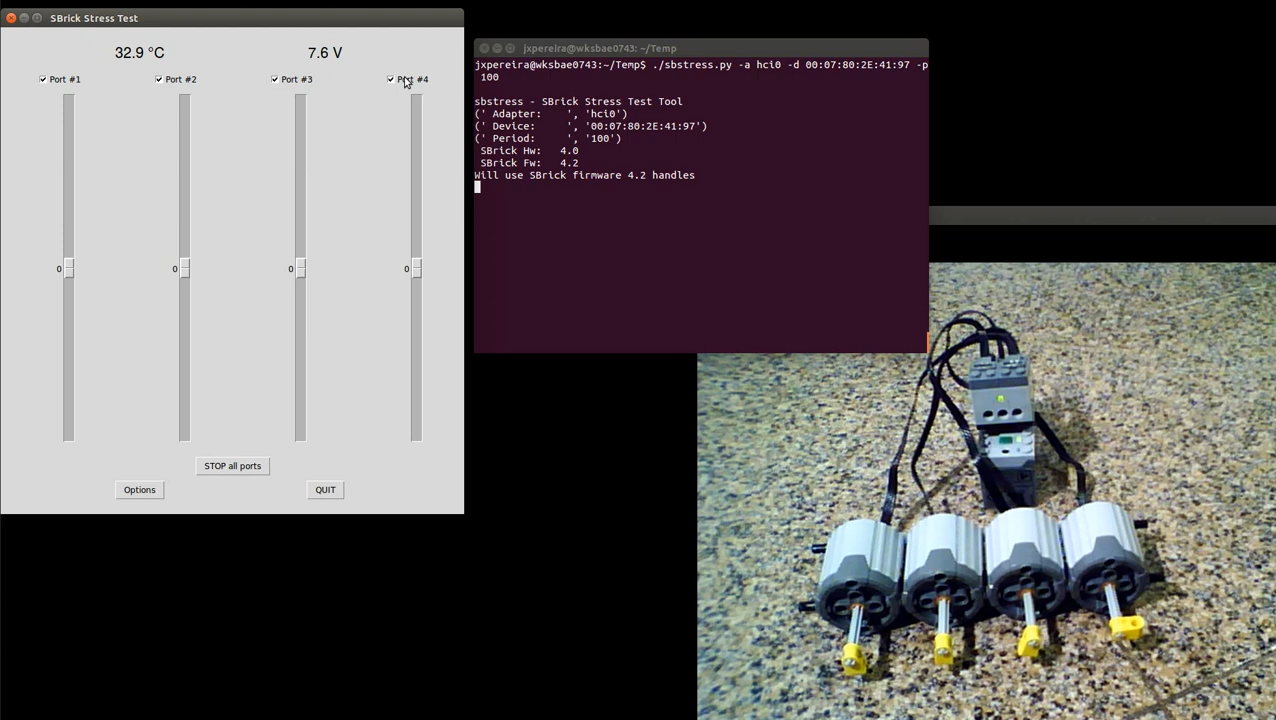 SBrick Stress Test
32.9 °C
7.6 V
Port #1
Port #2
Port #3
Port #4
0
0
0
0
STOP all ports
Options
QUIT
jxpereira@wksbae0743: ~/Temp
jxpereira@wksbae0743:~/Temp$ ./sbstress.py -a hci0 -d 00:07:80:2E:41:97 -p
100
sbstress - SBrick Stress Test Tool
(' Adapter:    ', 'hci0')
(' Device:     ', '00:07:80:2E:41:97')
(' Period:     ', '100')
SBrick Hw:   4.0
SBrick Fw:   4.2
Will use SBrick firmware 4.2 handles